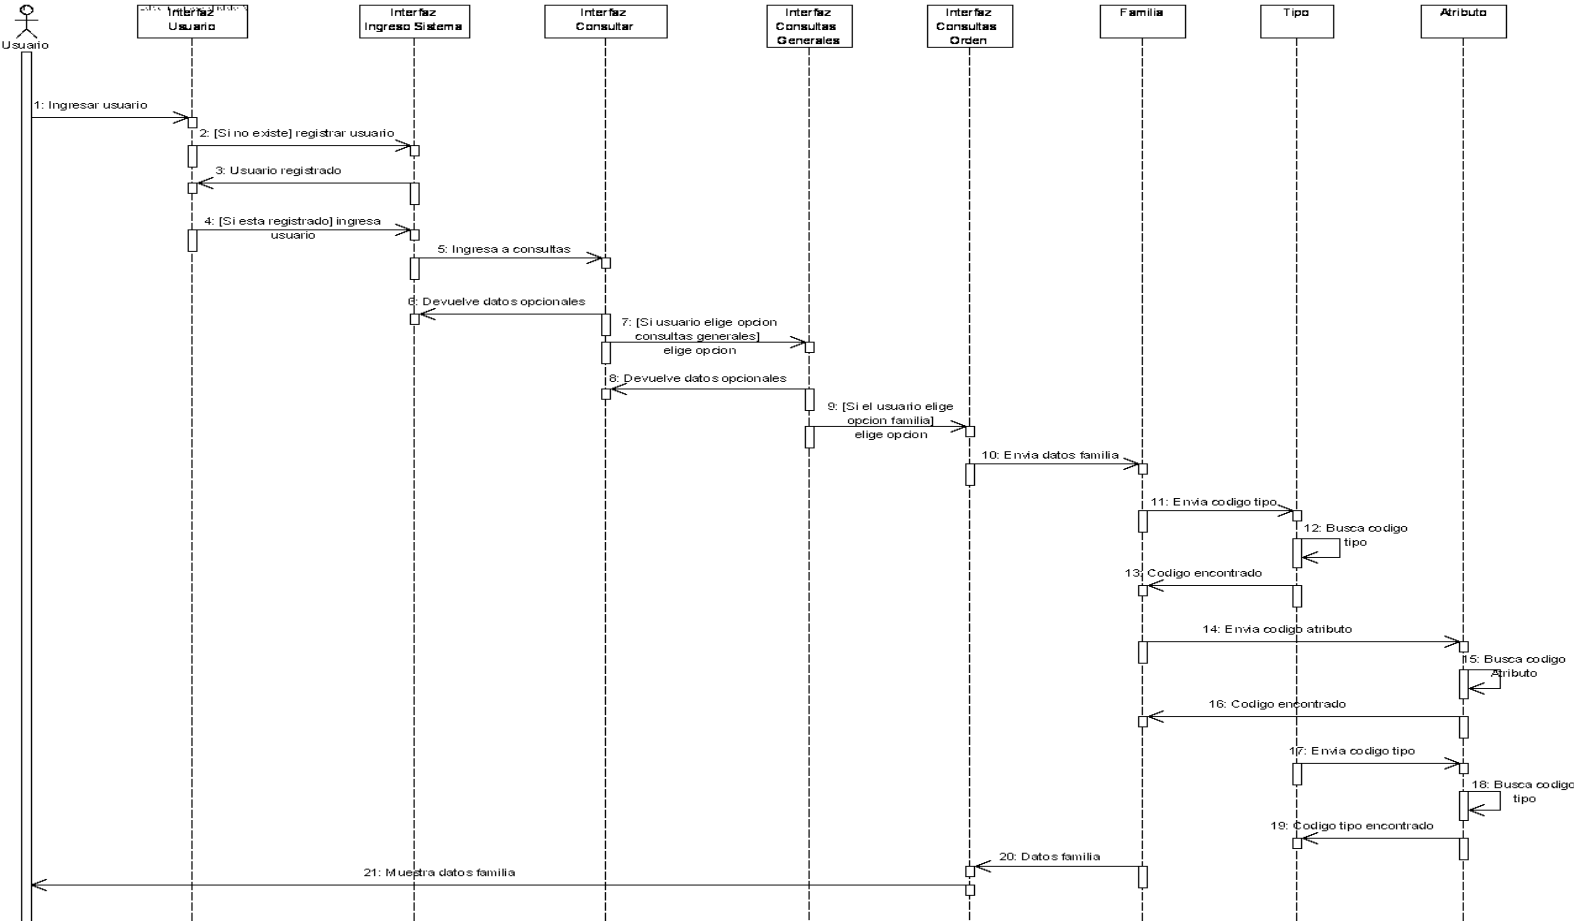 Interfaz
Usuario
Interfaz
Ingreso Sistema
Interfaz
Consultar
Interfaz
Consultas
Generales
Interfaz
Consultas
Orden
Familia
Tipo
Atributo
Usuario
1: Ingresar usuario
2: [Si no existe] registrar usuario
3: Usuario registrado
4: [Si esta registrado] ingresa
usuario
5: Ingresa a consultas
6: Devuelve datos opcionales
7: [Si usuario elige opcion
consultas generales]
elige opcion
8: Devuelve datos opcionales
9: [Si el usuario elige
opcion familia]
elige opcion
10: Envia datos familia
11: Envia codigo tipo
12: Busca codigo
tipo
13: Codigo encontrado
14: Envia codigo atributo
15: Busca codigo
Atributo
16: Codigo encontrado
17: Envia codigo tipo
18: Busca codigo
tipo
19: Codigo tipo encontrado
20: Datos familia
21: Muestra datos familia